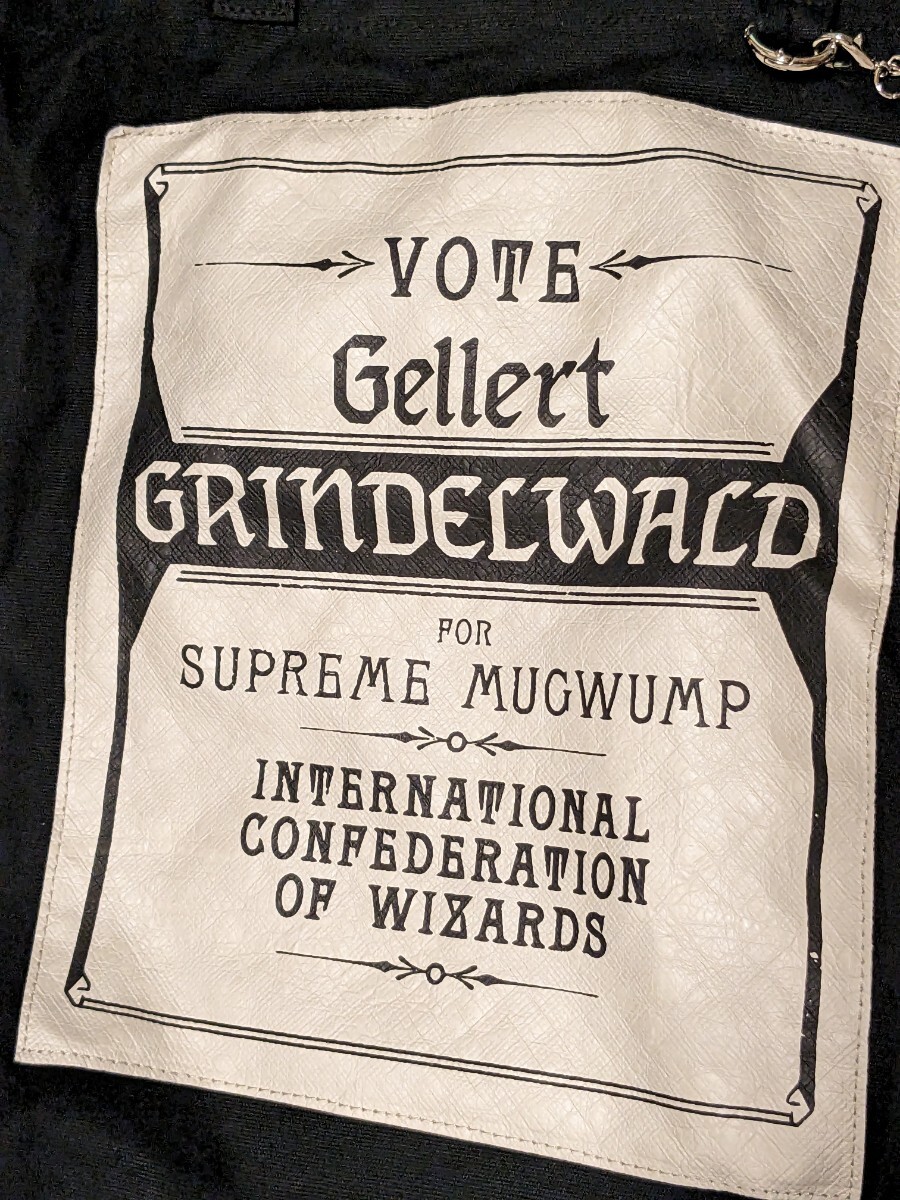 VOTE
Gellert
GRINDELWALD
FOR
SUPREME MUGWUMP
INTERNATIONAL
CONFEDERATION
OF WIZARDS